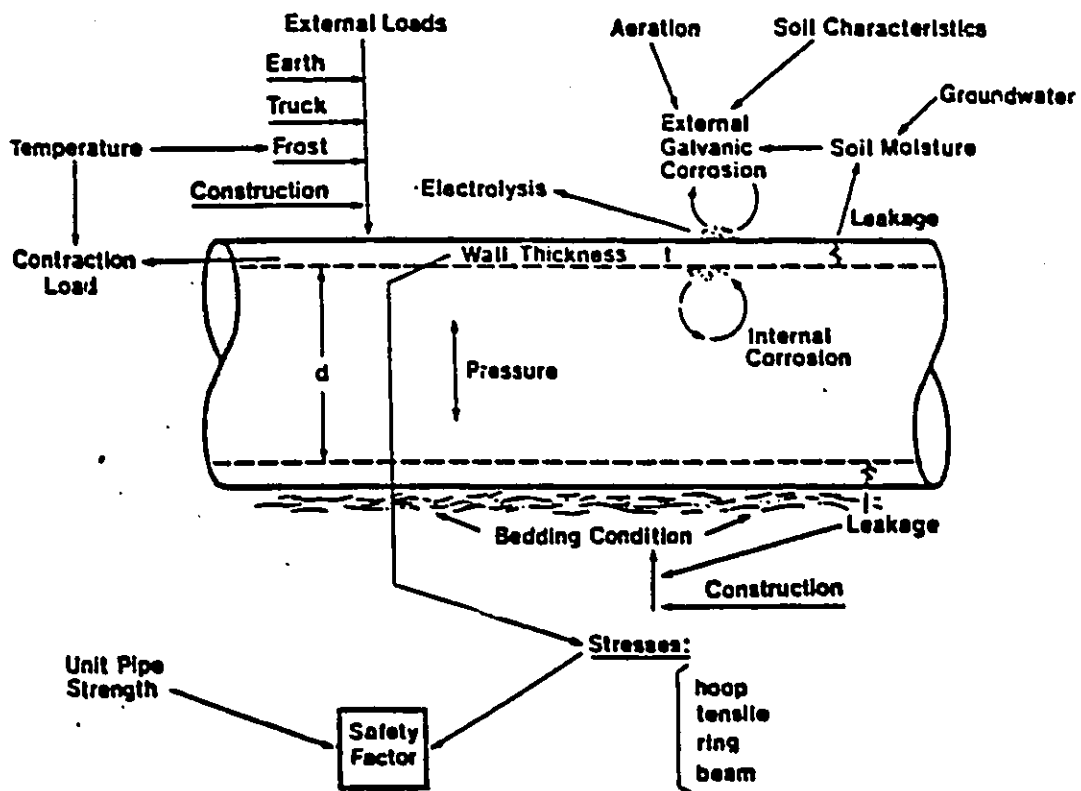 External Loads
Earth
Truck
Frost
Construction
Temperature
Contraction
Load
Aeration
Soil Characteristics
Groundwater
External
Galvanic
Corrosion
Soil Moisture
Electrolysis
Leakage
Wall Thickness t
d
Pressure
Internal
Corrosion
Bedding Condition
Leakage
Construction
Stresses:
hoop
tensile
ring
beam
Unit Pipe
Strength
Safety
Factor